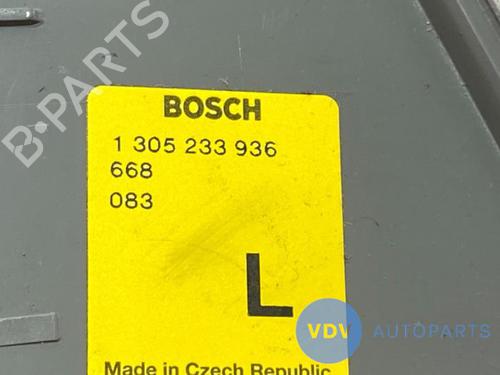 B-PARTS
BOSCH
1 305 233 936
668
083
L
VDV AUTOPARTS
Made in Czech Republic